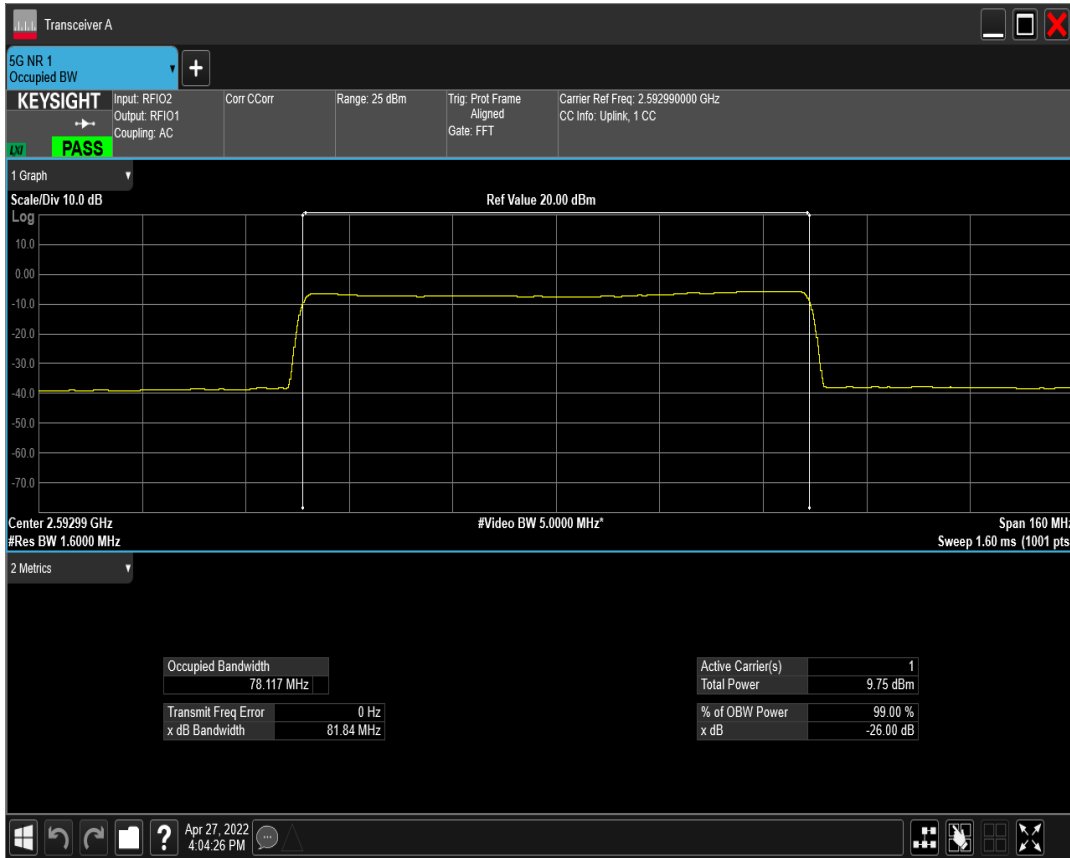 Transceiver A
5G NR 1
Occupied BW
KEYSIGHT
LXI
PASS
Input: RFIO2
Output: RFIO1
Coupling: AC
Corr CCorr
Range: 25 dBm
Trig: Prot Frame
Aligned
Gate: FFT
Carrier Ref Freq: 2.592990000 GHz
CC Info: Uplink, 1 CC
1 Graph
Scale/Div 10.0 dB
Ref Value 20.00 dBm
Log
10.0
0.00
-10.0
-20.0
-30.0
-40.0
-50.0
-60.0
-70.0
Center 2.59299 GHz
#Video BW 5.0000 MHz*
Span 160 MHz
#Res BW 1.6000 MHz
Sweep 1.60 ms (1001 pts
2 Metrics
Occupied Bandwidth
78.117 MHz
Transmit Freq Error 0 Hz
x dB Bandwidth 81.84 MHz
Active Carrier(s) 1
Total Power 9.75 dBm
% of OBW Power 99.00 %
x dB -26.00 dB
?
Apr 27, 2022
4:04:26 PM